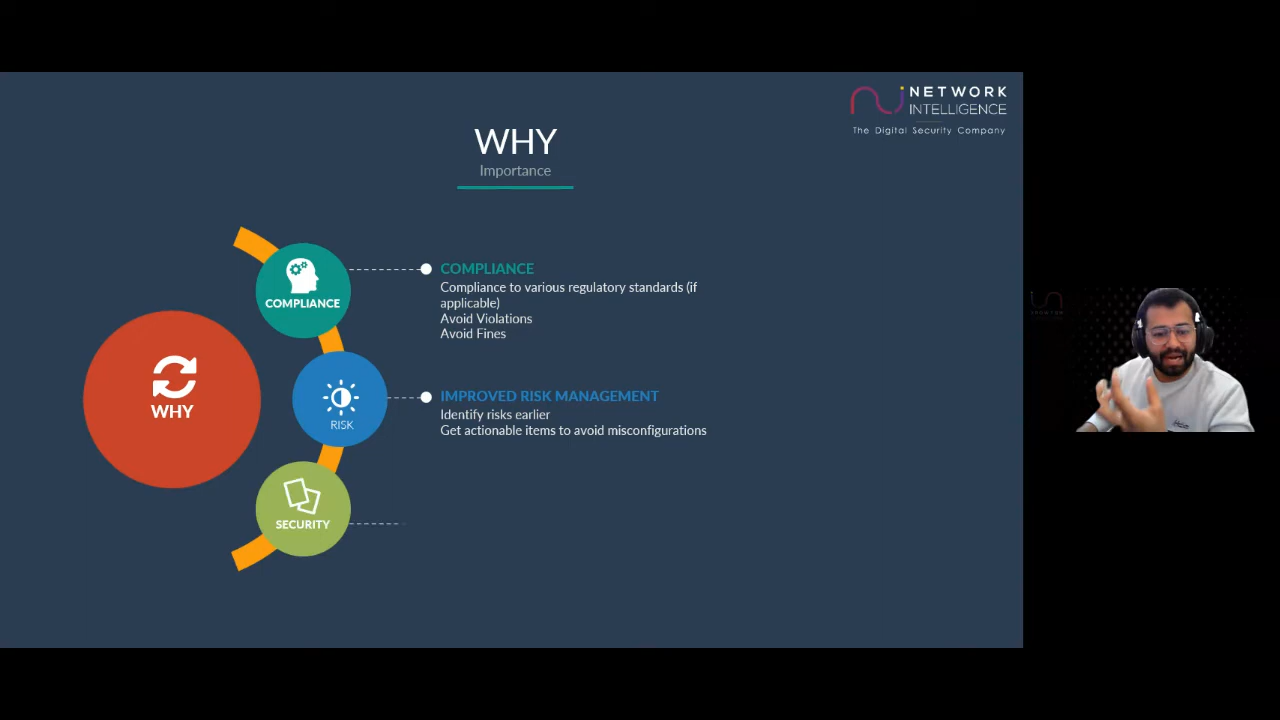 NETWORK
INTELLIGENCE
The Digital Security Company
WHY
Importance
COMPLIANCE
COMPLIANCE
Compliance to various regulatory standards (if
applicable)
Avoid Violations
Avoid Fines
WHY
RISK
IMPROVED RISK MANAGEMENT
Identify risks earlier
Get actionable items to avoid misconfigurations
SECURITY